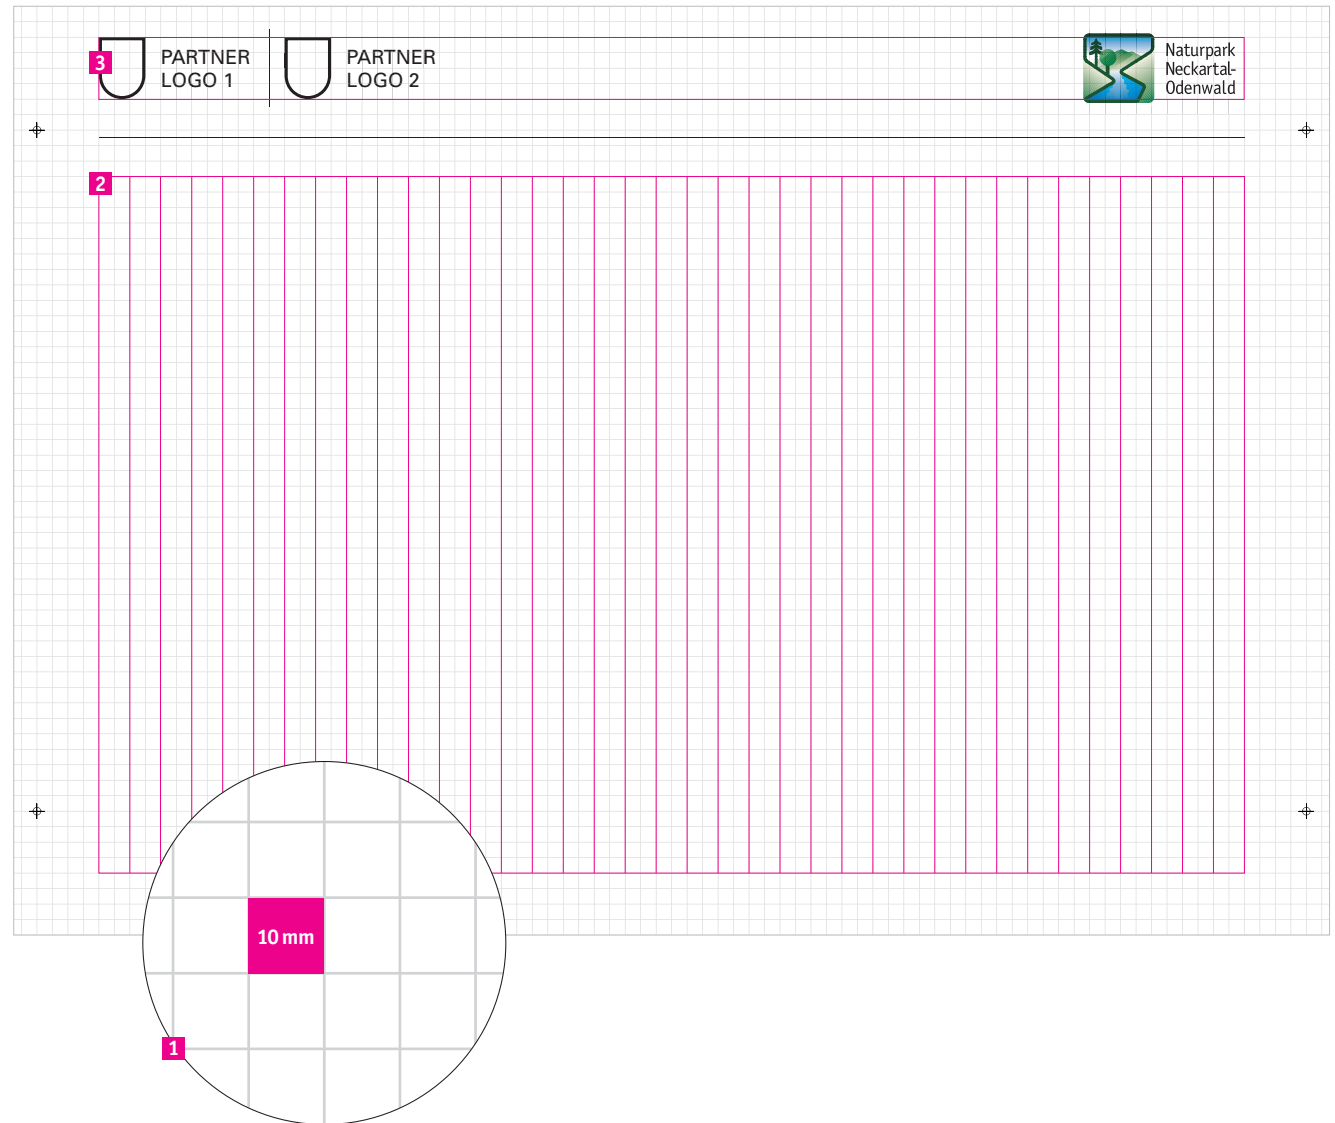 3
PARTNER
LOGO 1
PARTNER
LOGO 2
Naturpark
Neckartal-
Odenwald
2
10 mm
1